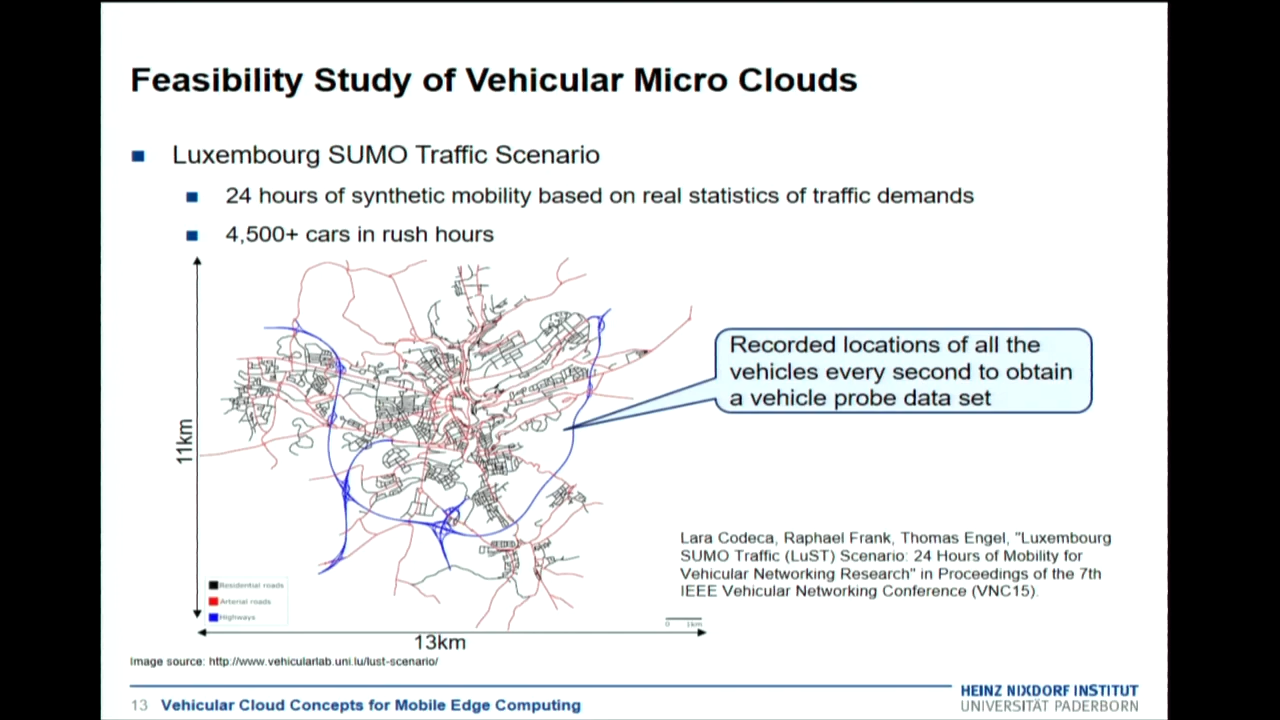 Feasibility Study of Vehicular Micro Clouds
Luxembourg SUMO Traffic Scenario
24 hours of synthetic mobility based on real statistics of traffic demands
4,500+ cars in rush hours
Recorded locations of all the
vehicles every second to obtain
a vehicle probe data set
11km
Lara Codeca, Raphael Frank, Thomas Engel, "Luxembourg
SUMO Traffic (LuST) Scenario: 24 Hours of Mobility for
Vehicular Networking Research" in Proceedings of the 7th
IEEE Vehicular Networking Conference (VNC15).
Residential roads
Arterial roads
Highways
0 1km
13km
Image source: http://www.vehicularlab.uni.lu/lust-scenario/
13 Vehicular Cloud Concepts for Mobile Edge Computing
HEINZ NIXDORF INSTITUT
UNIVERSITÄT PADERBORN